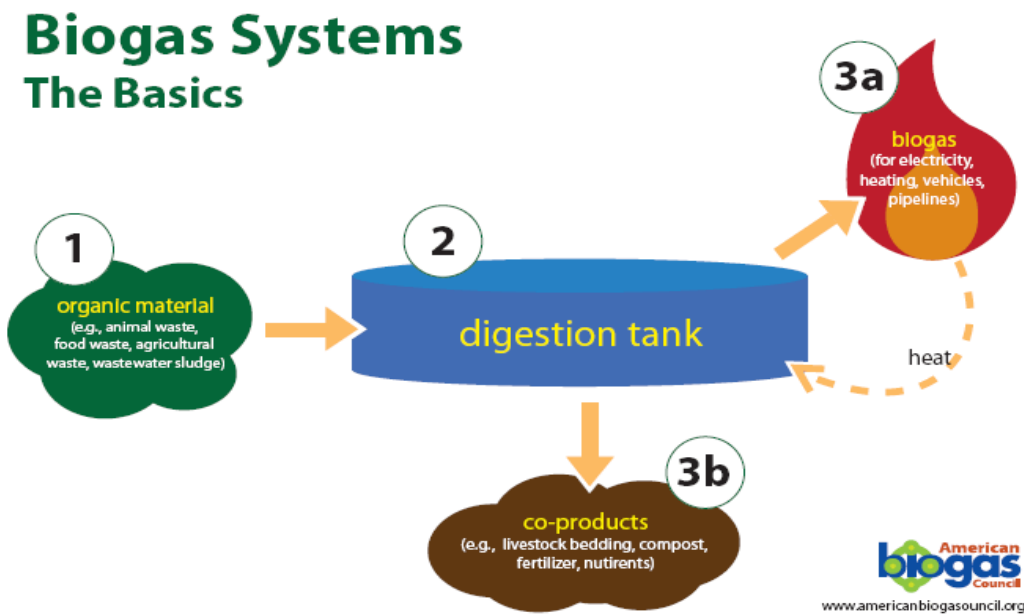 Biogas Systems
The Basics
1
organic material
(e.g., animal waste,
food waste, agricultural
waste, wastewater sludge)
2
digestion tank
3a
biogas
(for electricity,
heating, vehicles,
pipelines)
heat
3b
co-products
(e.g., livestock bedding, compost,
fertilizer, nutirents)
American
biogas
Council
www.americanbiogasouncil.org